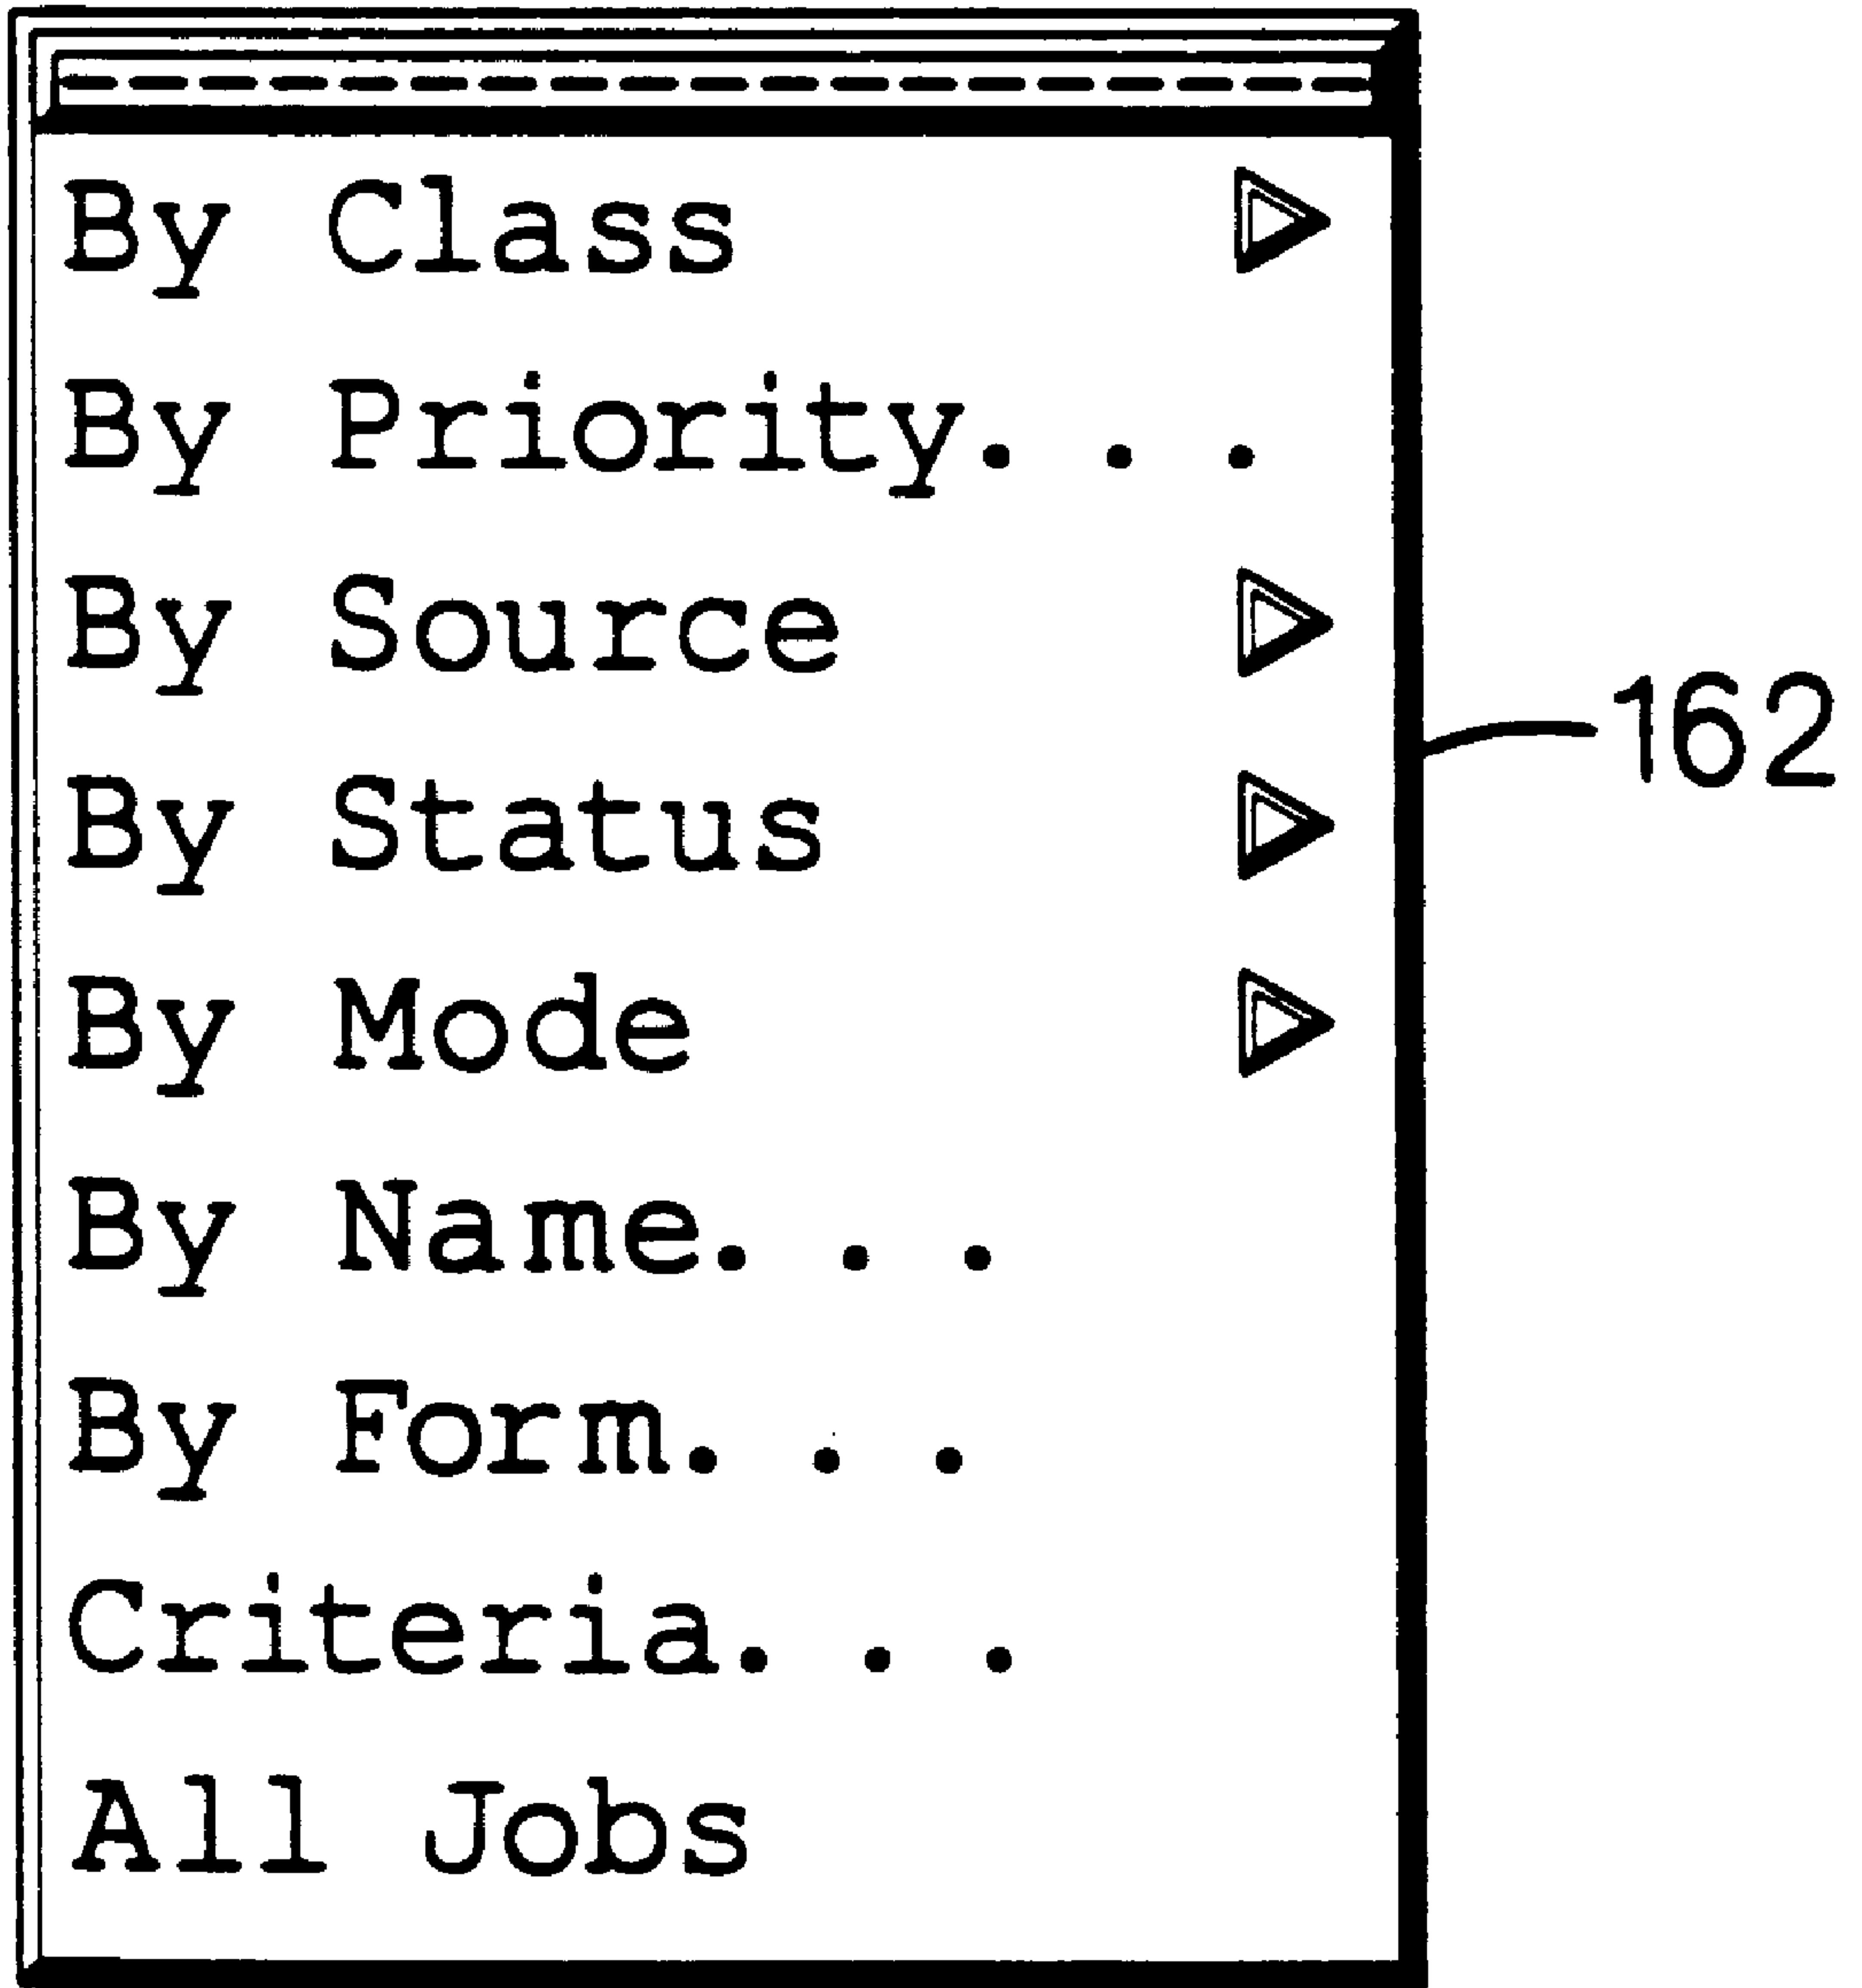 By Class
By Priority. . .
By Source
162
By Status
By Mode
By Name. . .
By Form. . .
Criteria. . .
All Jobs